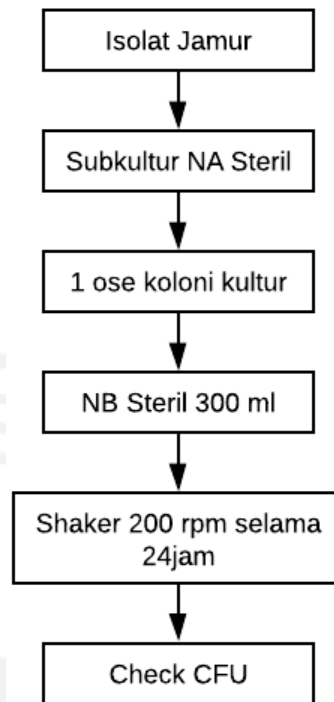 Isolat Jamur
Subkultur NA Steril
1 ose koloni kultur
NB Steril 300 ml
Shaker 200 rpm selama
24jam
Check CFU